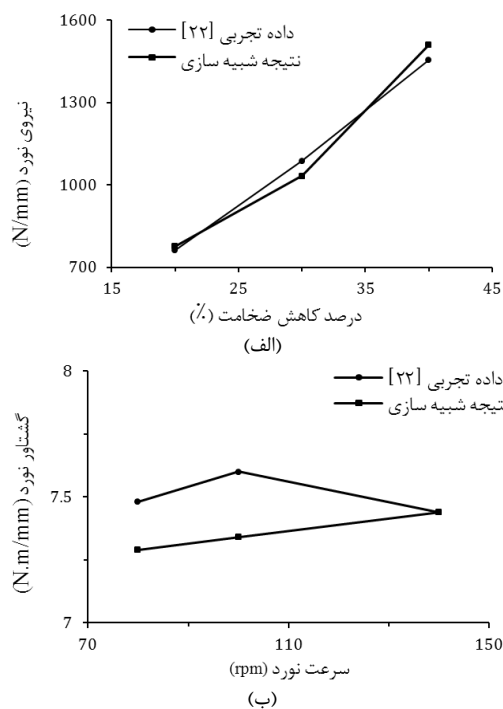 1600
1300
1000
700
نیروی نورد (N/mm)
داده تجربی [۲۲]
نتیجه شبیه سازی
15 25 35 45
درصد کاهش ضخامت (٪)
(الف)
8
7.5
7
گشتاور نورد (N.m/mm)
داده تجربی [۲۲]
نتیجه شبیه سازی
70 110 150
سرعت نورد (rpm)
(ب)